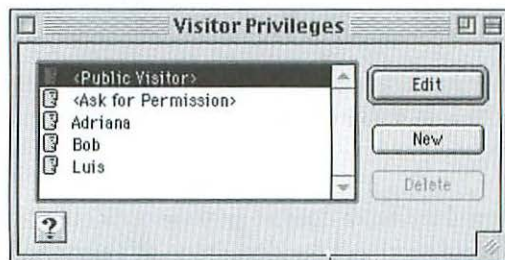 Visitor Privileges
<Public Visitor>
<Ask for Permission>
Adriana
Bob
Luis
Edit
New
Delete
?